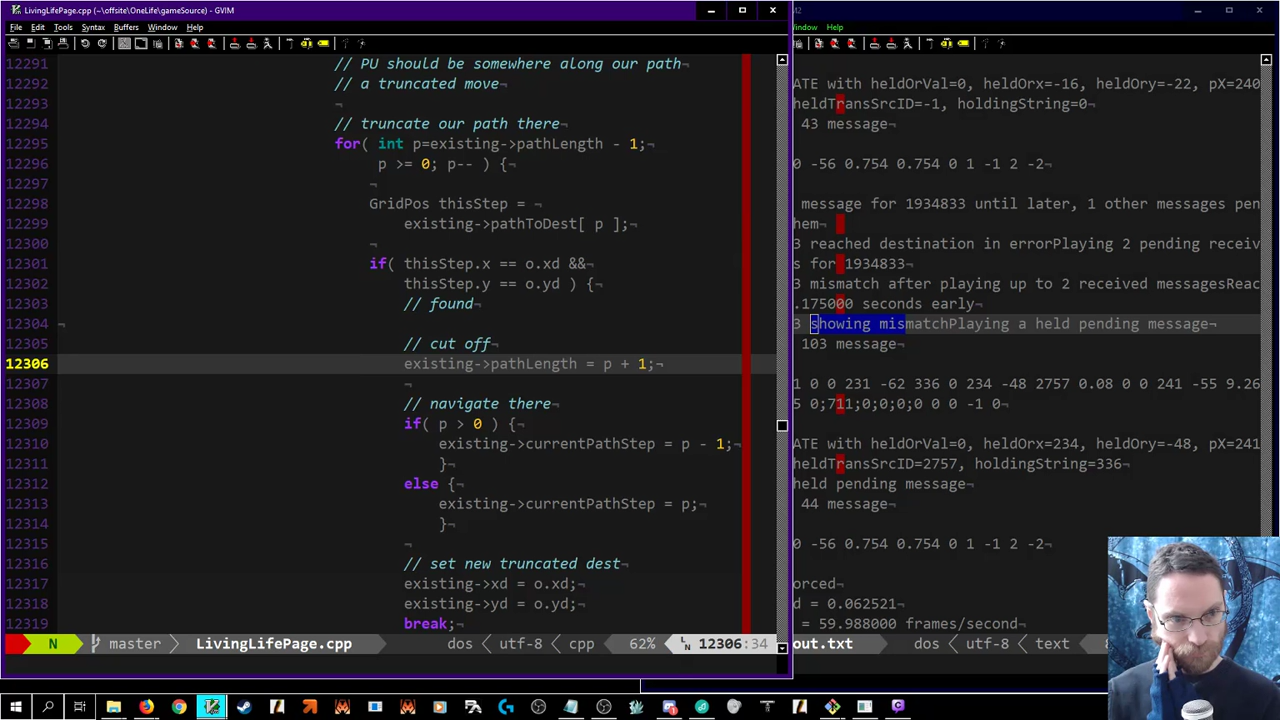 LivingLifePage.cpp (~\offsite\OneLife\gameSource) - GVIM
File Edit Tools Syntax Buffers Window Help
12291 // PU should be somewhere along our path
12292 // a truncated move¬
12293 ¬
12294 // truncate our path there¬
12295 for( int p=existing->pathLength - 1;¬
12296 p >= 0; p-- ) {¬
12297 ¬
12298 GridPos thisStep = ¬
12299 existing->pathToDest[ p ];¬
12300 ¬
12301 if( thisStep.x == o.xd &&¬
12302 thisStep.y == o.yd ) {¬
12303 // found¬
12304 ¬
12305 // cut off¬
12306 existing->pathLength = p + 1;¬
12307 ¬
12308 // navigate there¬
12309 if( p > 0 ) {¬
12310 existing->currentPathStep = p - 1;¬
12311 }¬
12312 else {¬
12313 existing->currentPathStep = p;¬
12314 }¬
12315 ¬
12316 // set new truncated dest¬
12317 existing->xd = o.xd;¬
12318 existing->yd = o.yd;¬
12319 break;¬
N master LivingLifePage.cpp dos < utf-8 < cpp 62% LN 12306:34
Window Help
ATE with heldOrVal=0, heldOrx=-16, heldOry=-22, pX=240
heldTransSrcID=-1, holdingString=0¬
43 message¬
0 -56 0.754 0.754 0 1 -1 2 -2¬
message for 1934833 until later, 1 other messages pen
hem¬
3 reached destination in errorPlaying 2 pending receiv
s for 1934833¬
3 mismatch after playing up to 2 received messagesReac
.175000 seconds early¬
3 showing mismatchPlaying a held pending message¬
103 message¬
1 0 0 231 -62 336 0 234 -48 2757 0.08 0 0 241 -55 9.26
5 0;711;0;0;0;0 0 0 -1 0¬
ATE with heldOrVal=0, heldOrx=234, heldOry=-48, pX=241
heldTransSrcID=2757, holdingString=336¬
held pending message¬
44 message¬
0 -56 0.754 0.754 0 1 -1 2 -2¬
orced¬
d = 0.062521¬
= 59.988000 frames/second¬
out.txt dos < utf-8 < text